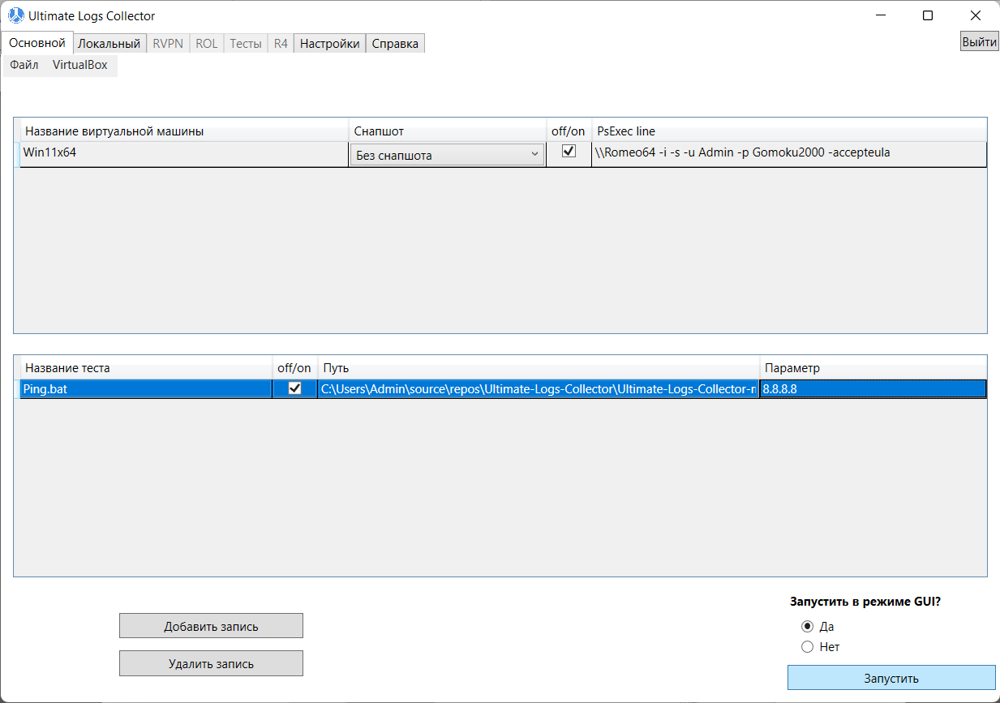 Ultimate Logs Collector
Основной Локальный RVPN ROL Тесты R4 Настройки Справка Выйти
Файл VirtualBox
Название виртуальной машины Снапшот off/on PsExec line
Win11x64 Без снапшота \\Romeo64 -i -s -u Admin -p Gomoku2000 -accepteula
Название теста off/on Путь Параметр
Ping.bat C:\Users\Admin\source\repos\Ultimate-Logs-Collector\Ultimate-Logs-Collector-r 8.8.8.8
Запустить в режиме GUI?
Добавить запись Да
Нет
Удалить запись
Запустить